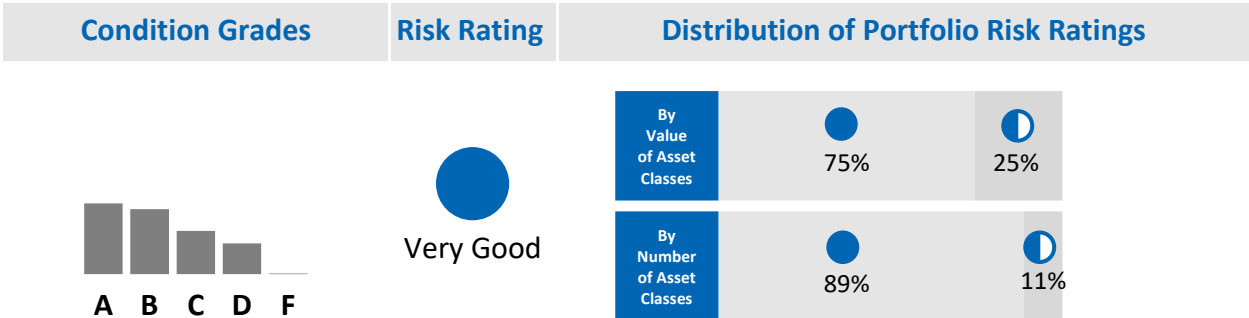 Condition Grades
Risk Rating
Distribution of Portfolio Risk Ratings
A B C D F
Very Good
By
Value
of Asset
Classes
75%
25%
By
Number
of Asset
Classes
89%
11%